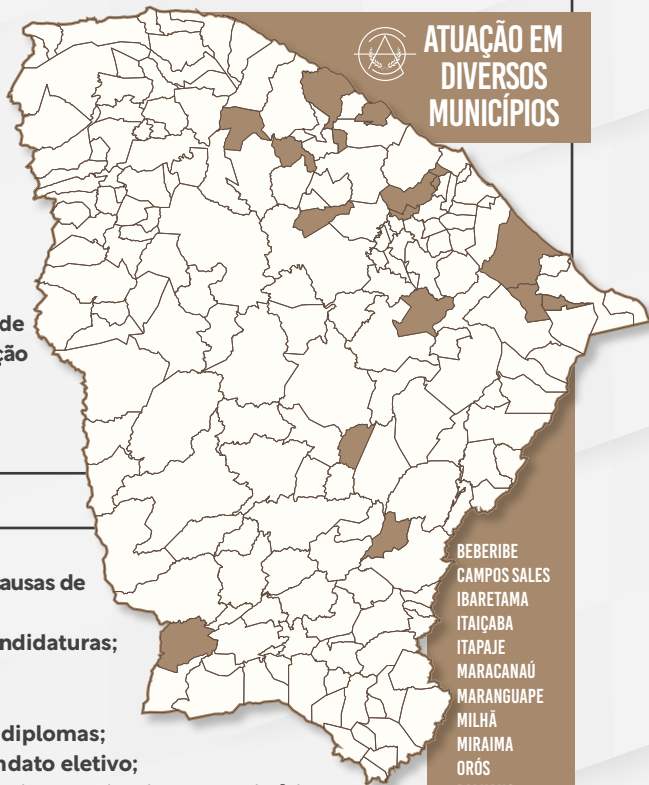 ATUAÇÃO EM
DIVERSOS
MUNICÍPIOS
de
ção
ausas de
ndidaturas;
diplomas;
ndato eletivo;
BEBERIBE
CAMPOS SALES
IBARETAMA
ITAIÇABA
ITAPAJE
MARACANAÚ
MARANGUAPE
MILHÃ
MIRAIMA
ORÓS